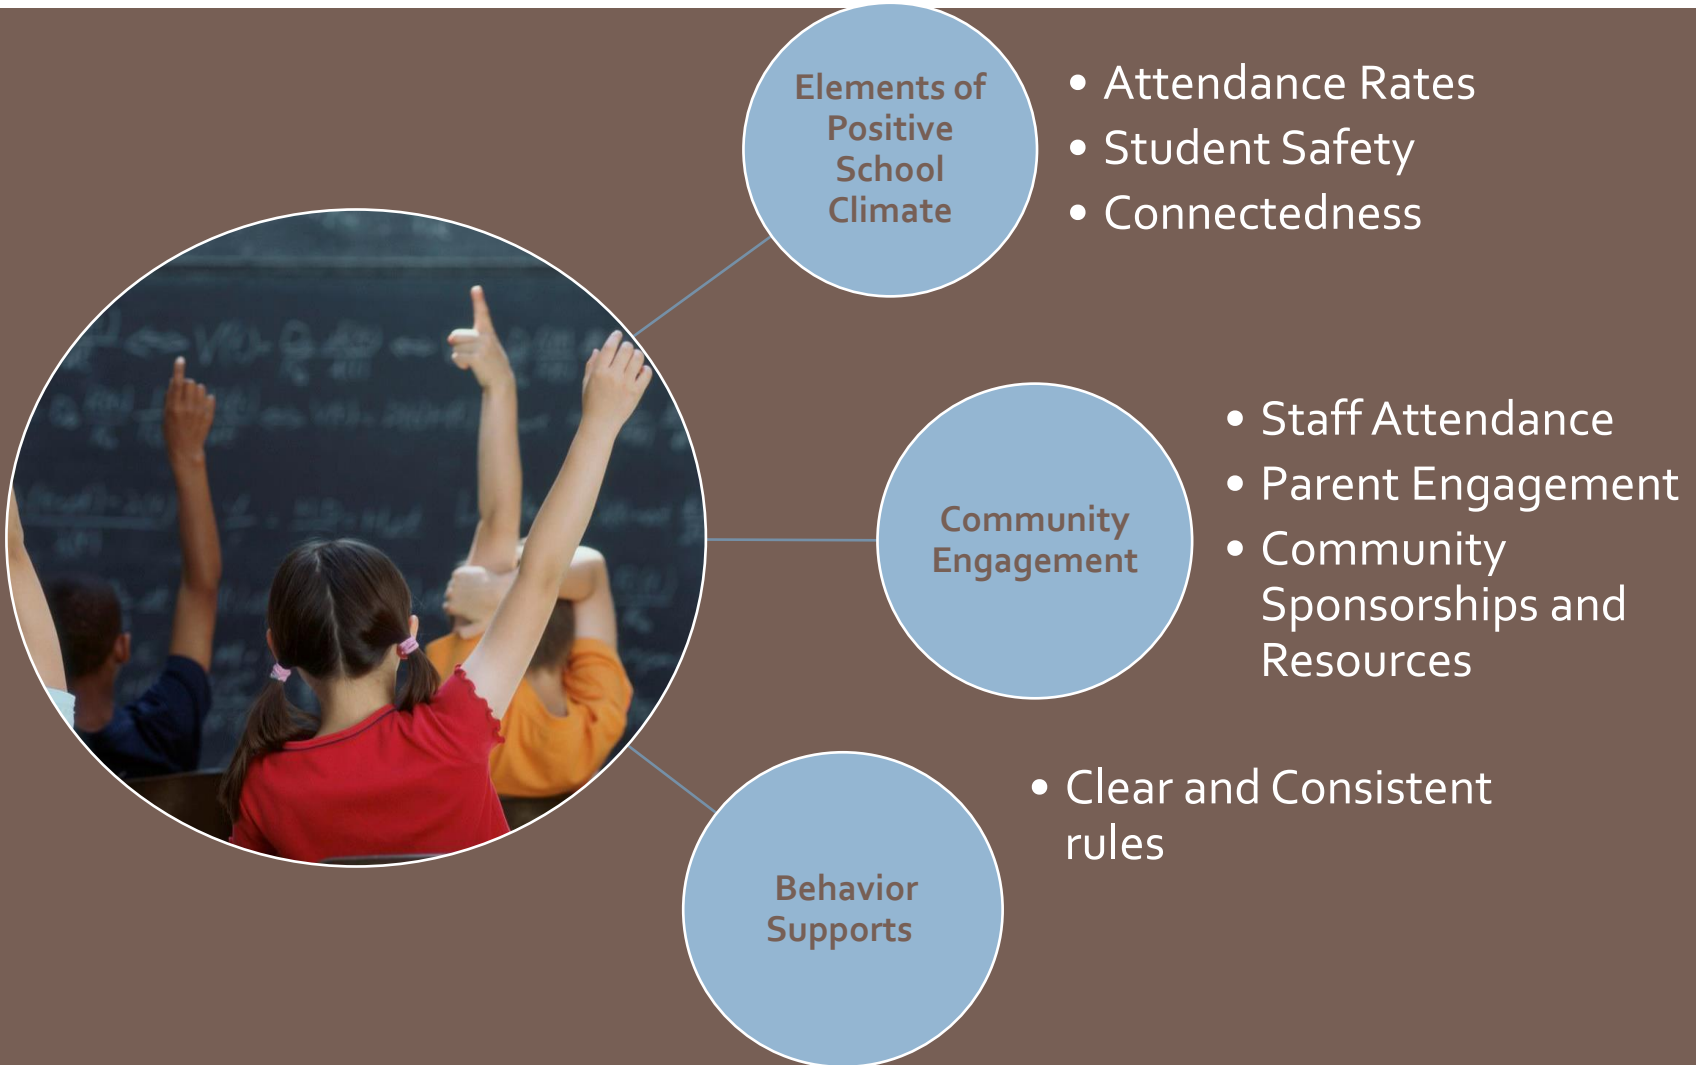 Elements of
Positive
School
Climate
• Attendance Rates
• Student Safety
• Connectedness
Community
Engagement
• Staff Attendance
• Parent Engagement
• Community
Sponsorships and
Resources
Behavior
Supports
• Clear and Consistent
rules